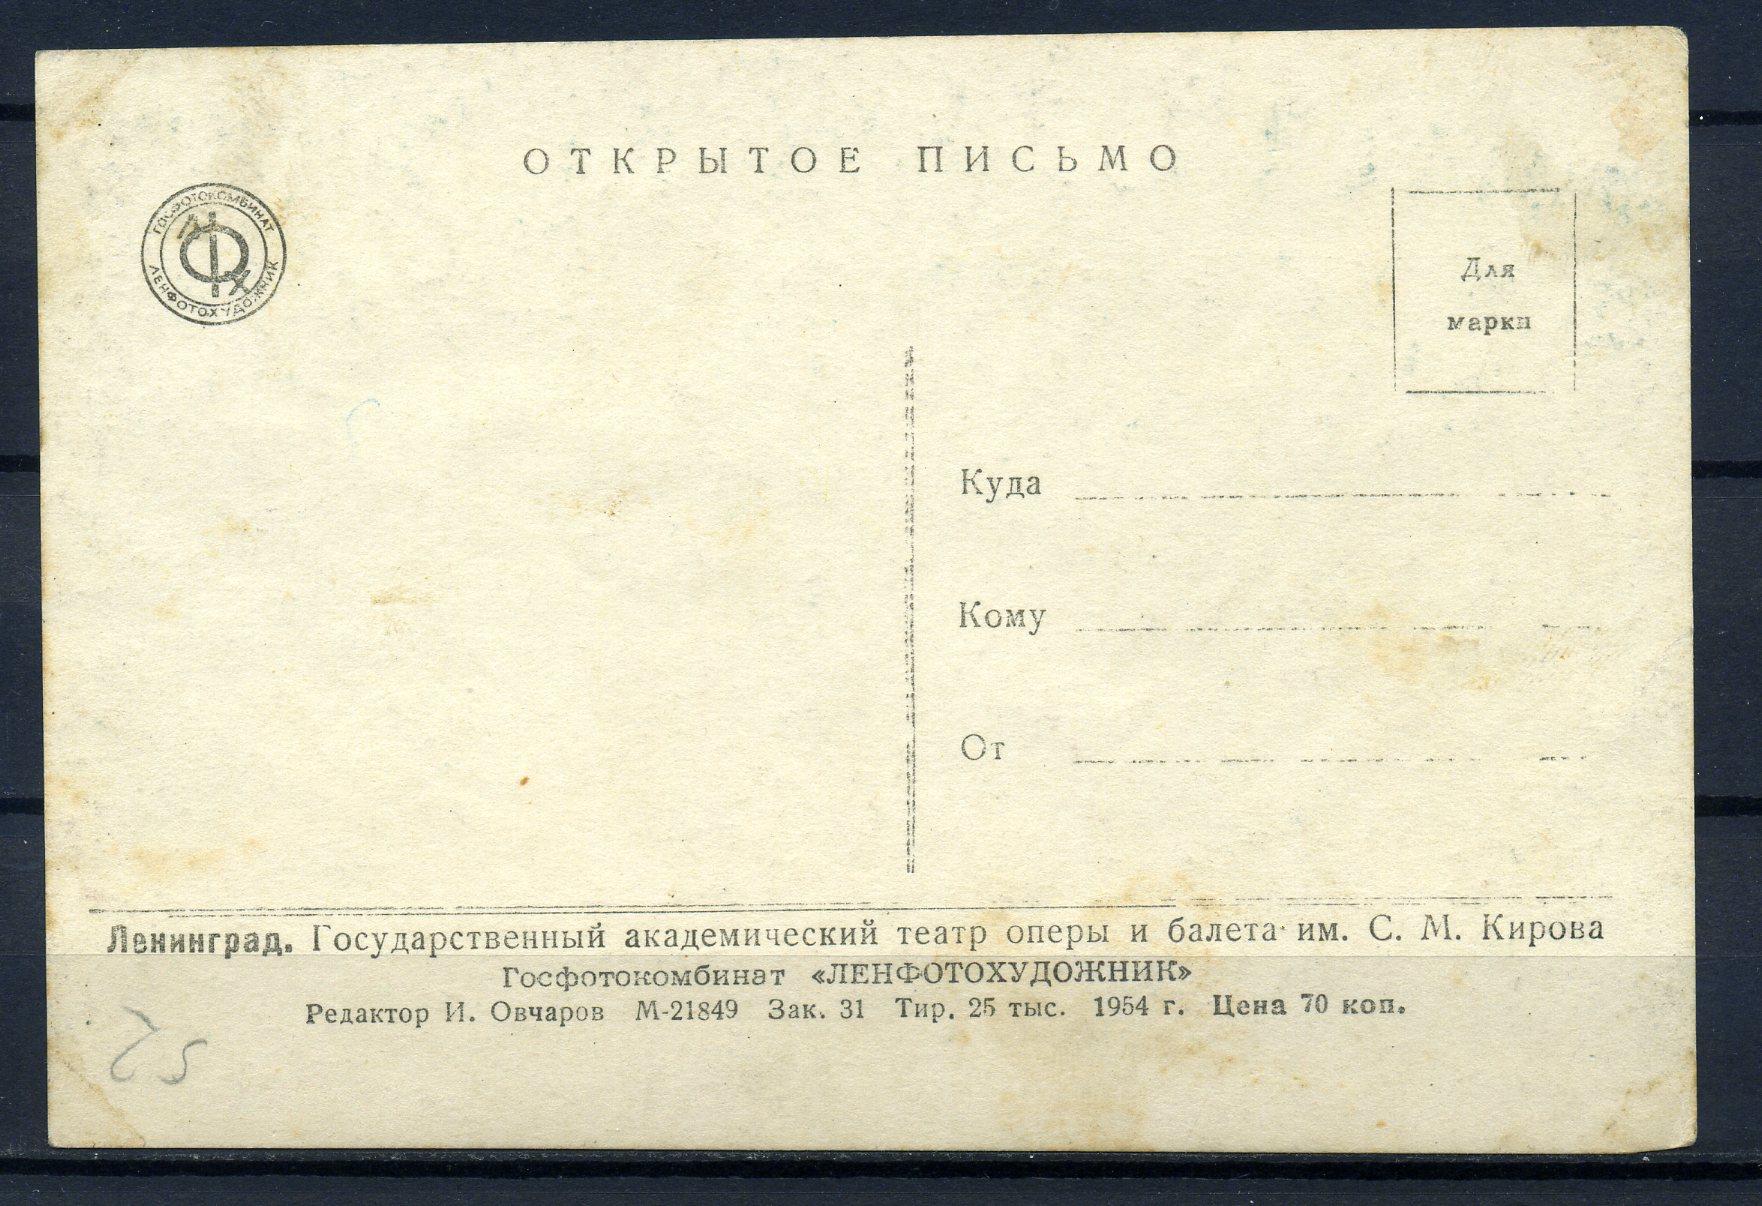 ОТКРЫТОЕ ПИСЬМО
ГОСФОТОКОМБИНАТ
ЛЕНФОТОХУДОЖНИК
Для
марки
Куда
Кому
От
Ленинград. Государственный академический театр оперы и балета им. С. М. Кирова
Госфотокомбинат «ЛЕНФОТОХУДОЖНИК»
Редактор И. Овчаров М-21849 Зак. 31 Тир. 25 тыс. 1954 г. Цена 70 коп.
25